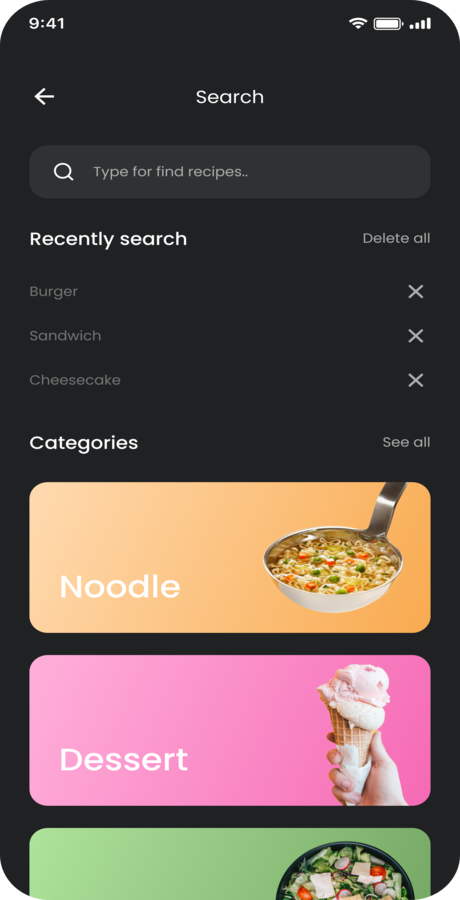 9:41
Search
Type for find recipes..
Recently search
Delete all
Burger
Sandwich
Cheesecake
Categories
See all
Noodle
Dessert